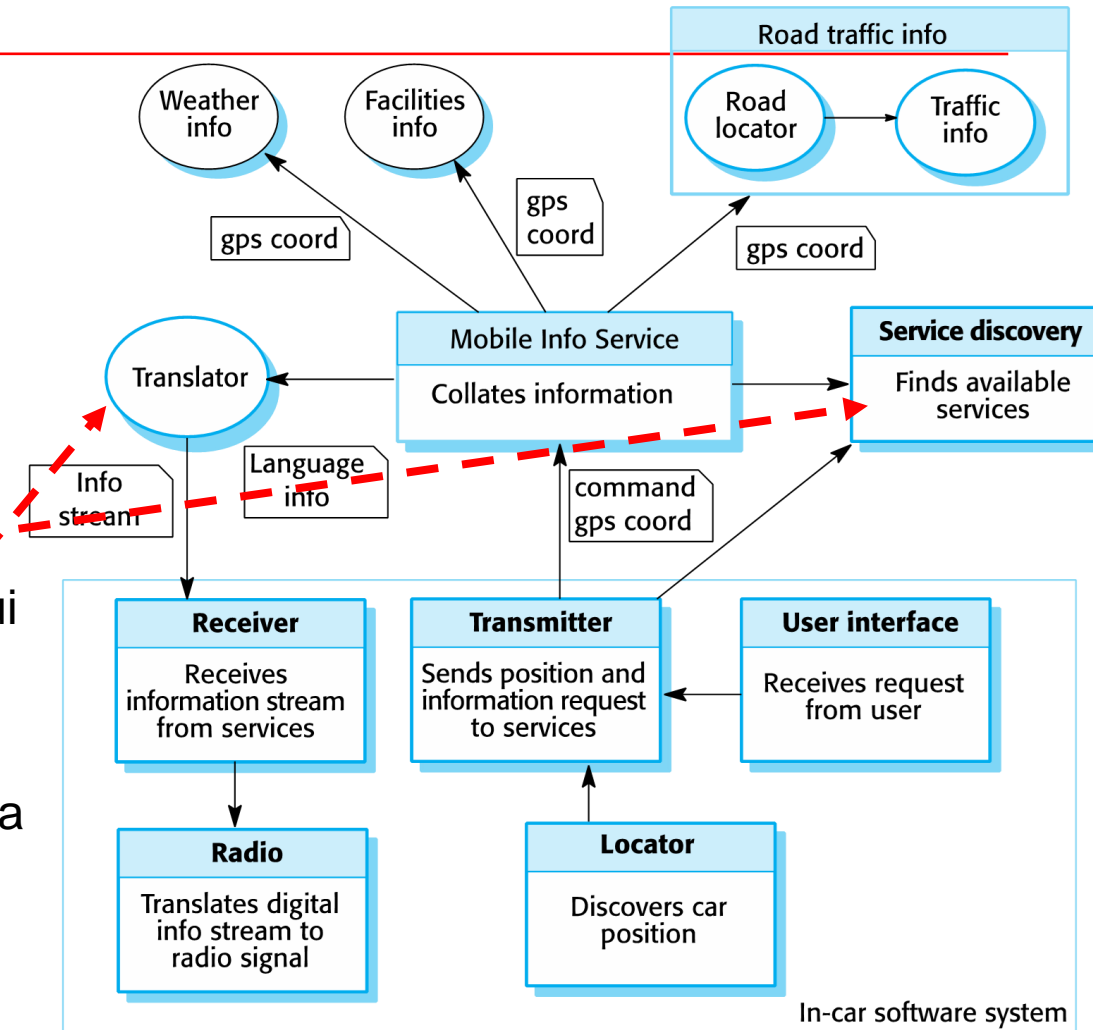 Road traffic info
Weather
info
Facilities
info
Road
locator
Traffic
info
gps coord
gps
coord
gps coord
Mobile Info Service
Collates information
Service discovery
Finds available
services
Translator
Info
stream
Language
info
command
gps coord
ui
Receiver
Receives
information stream
from services
Transmitter
Sends position and
information request
to services
User interface
Receives request
from user
a
Radio
Translates digital
info stream to
radio signal
Locator
Discovers car
position
In-car software system